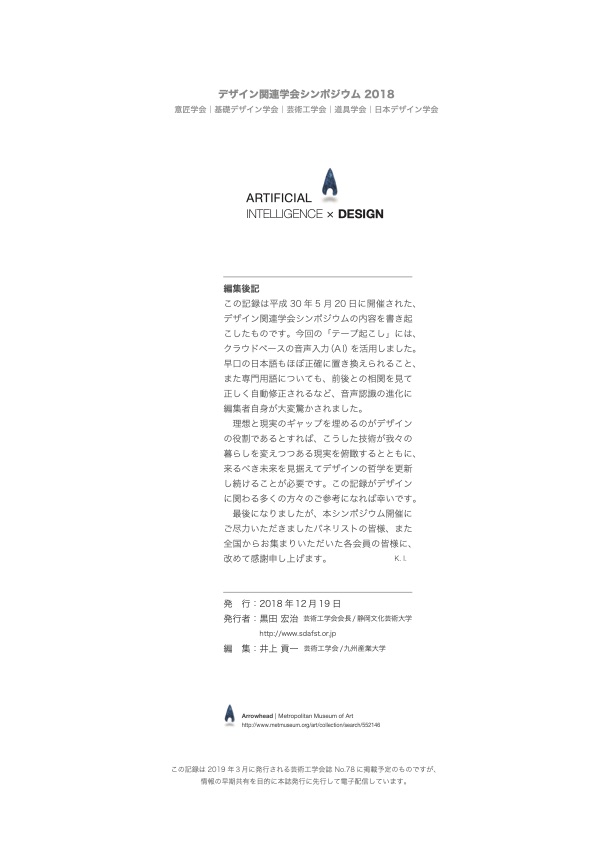 デザイン関連学会シンポジウム 2018
意匠学会｜基礎デザイン学会｜芸術工学会｜道具学会｜日本デザイン学会
ARTIFICIAL
INTELLIGENCE × DESIGN
編集後記
この記録は平成 30 年 5 月 20 日に開催された、
デザイン関連学会シンポジウムの内容を書き起
こしたものです。今回の「テープ起こし」には、
クラウドベースの音声入力（AI）を活用しました。
早口の日本語もほぼ正確に置き換えられること、
また専門用語についても、前後との相関を見て
正しく自動修正されるなど、音声認識の進化に
編集者自身が大変驚かされました。
　理想と現実のギャップを埋めるのがデザイン
の役割であるとすれば、こうした技術が我々の
暮らしを変えつつある現実を俯瞰するとともに、
来るべき未来を見据えてデザインの哲学を更新
し続けることが必要です。この記録がデザイン
に関わる多くの方々のご参考になれば幸いです。
　最後になりましたが、本シンポジウム開催に
ご尽力いただきましたパネリストの皆様、また
全国からお集まりいただいた各会員の皆様に、
改めて感謝申し上げます。 K. I.
発　行：2018 年 12 月 19 日
発行者：黒田 宏治 芸術工学会会長 / 静岡文化芸術大学
http://www.sdafst.or.jp
編　集：井上 貢一 芸術工学会 / 九州産業大学
Arrowhead | Metropolitan Museum of Art
http://www.metmuseum.org/art/collection/search/552146
この記録は 2019 年 3 月に発行される芸術工学会誌 No.78 に掲載予定のものですが、
情報の早期共有を目的に本誌発行に先行して電子配信しています。